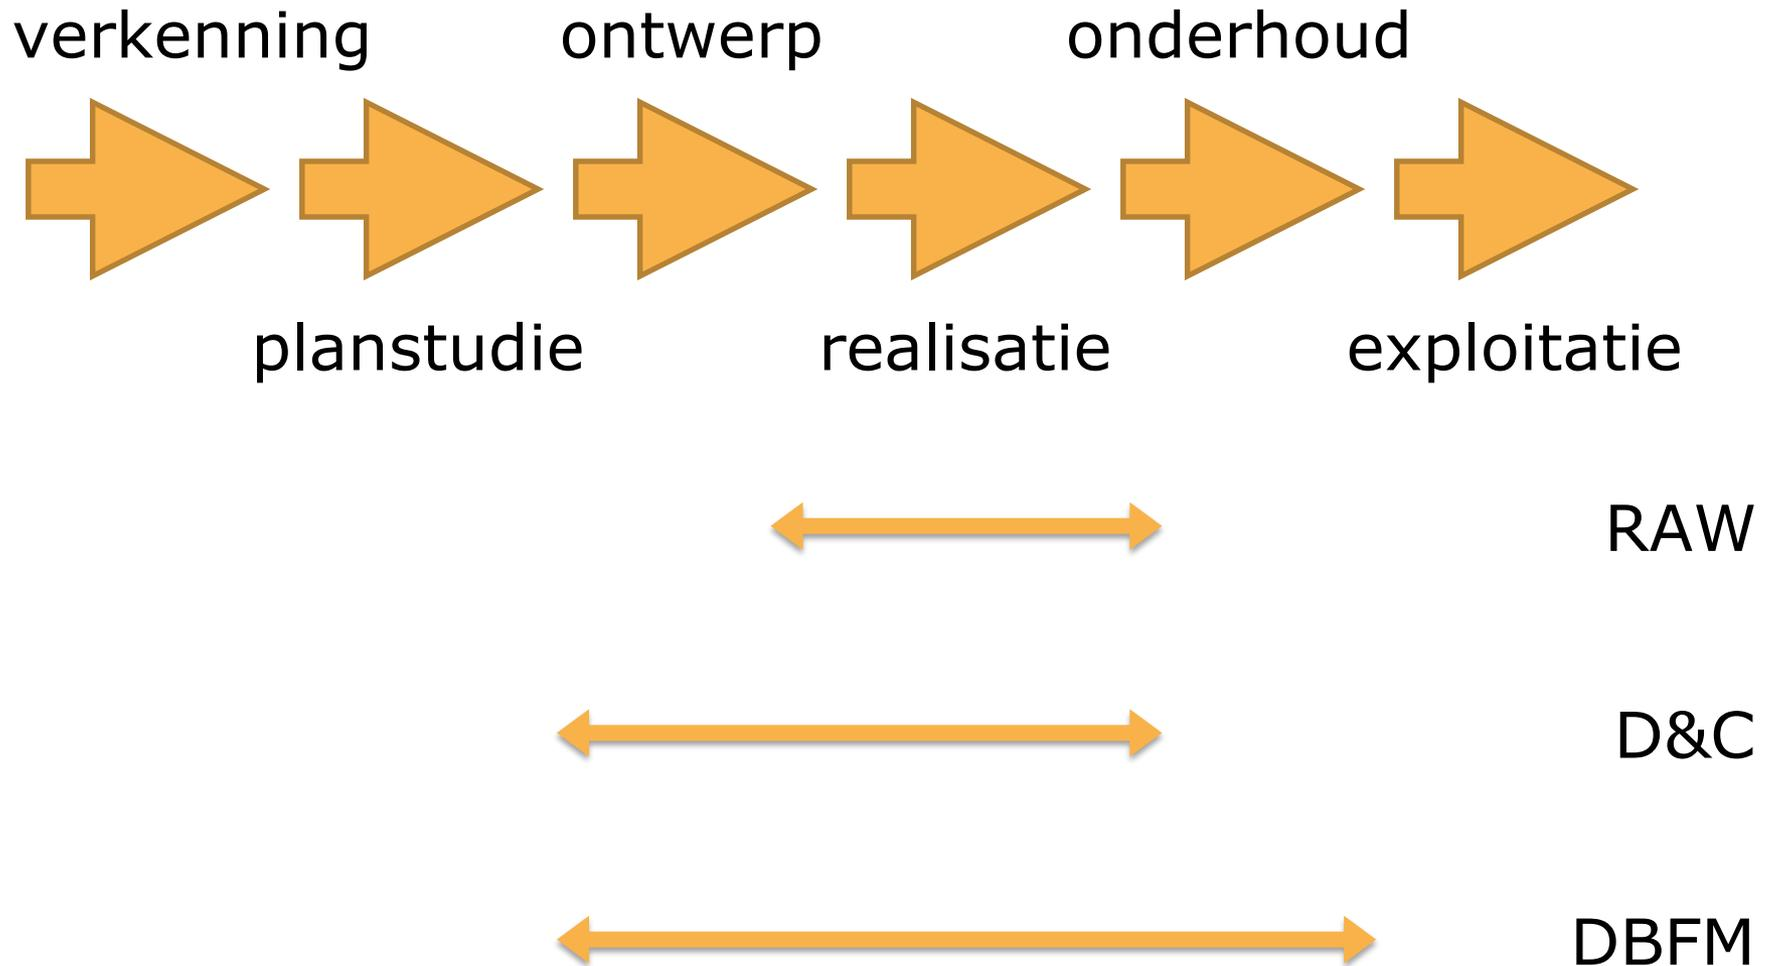 verkenning ontwerp onderhoud
planstudie realisatie exploitatie
RAW
D&C
DBFM